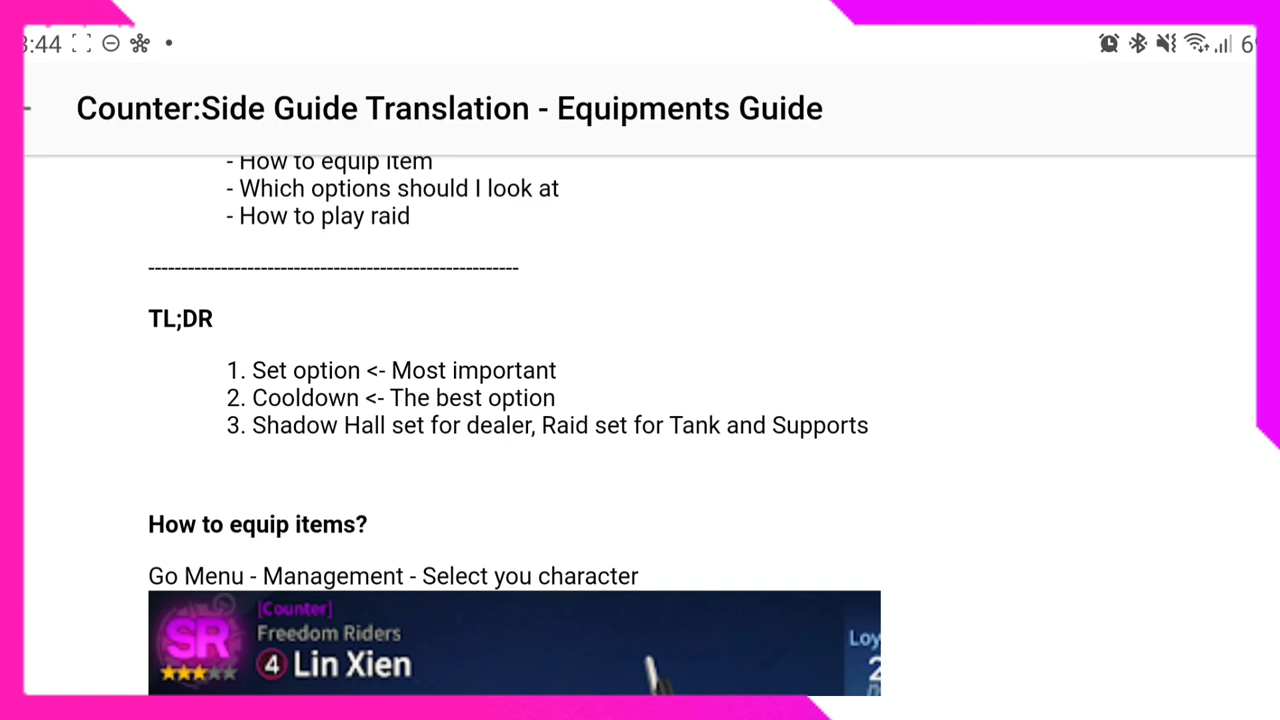 :44
6
Counter:Side Guide Translation - Equipments Guide
- How to equip item
- Which options should I look at
- How to play raid
--------------------------------------------------------
TL;DR
1. Set option <- Most important
2. Cooldown <- The best option
3. Shadow Hall set for dealer, Raid set for Tank and Supports
How to equip items?
Go Menu - Management - Select you character
SR
[Counter]
Freedom Riders
4 Lin Xien
Loy
2